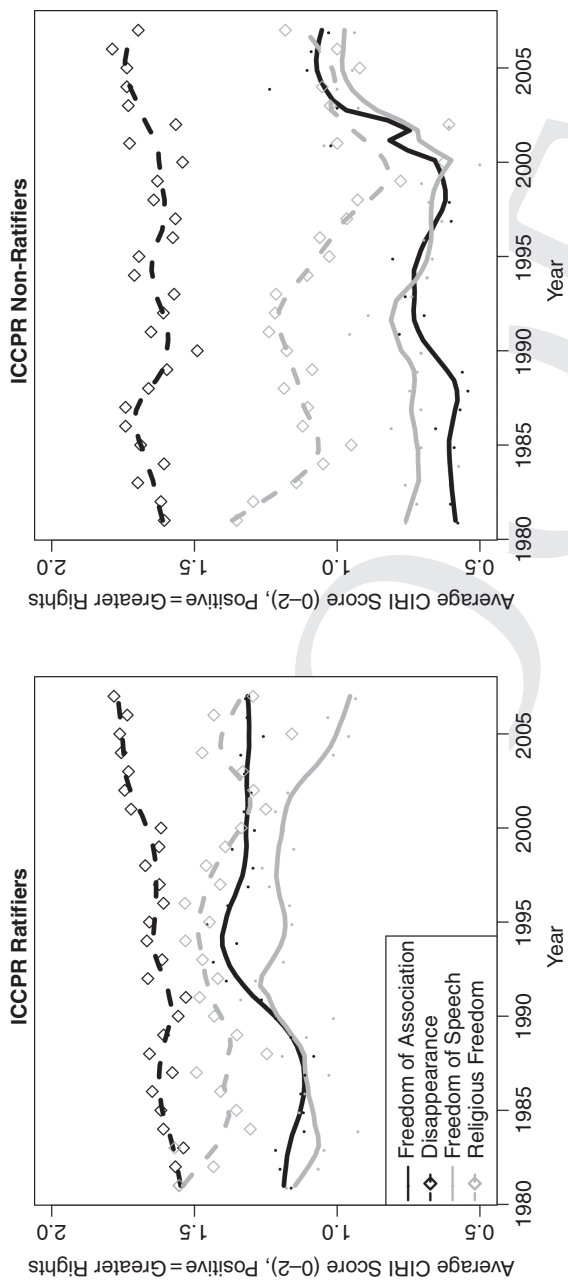 ICCPR Ratifiers
Average CIRI Score (0–2), Positive = Greater Rights
2.0
1.5
1.0
0.5
1980
1985
1990
1995
2000
2005
Year
Freedom of Association
Disappearance
Freedom of Speech
Religious Freedom
ICCPR Non-Ratifiers
Average CIRI Score (0–2), Positive = Greater Rights
2.0
1.5
1.0
0.5
1980
1985
1990
1995
2000
2005
Year